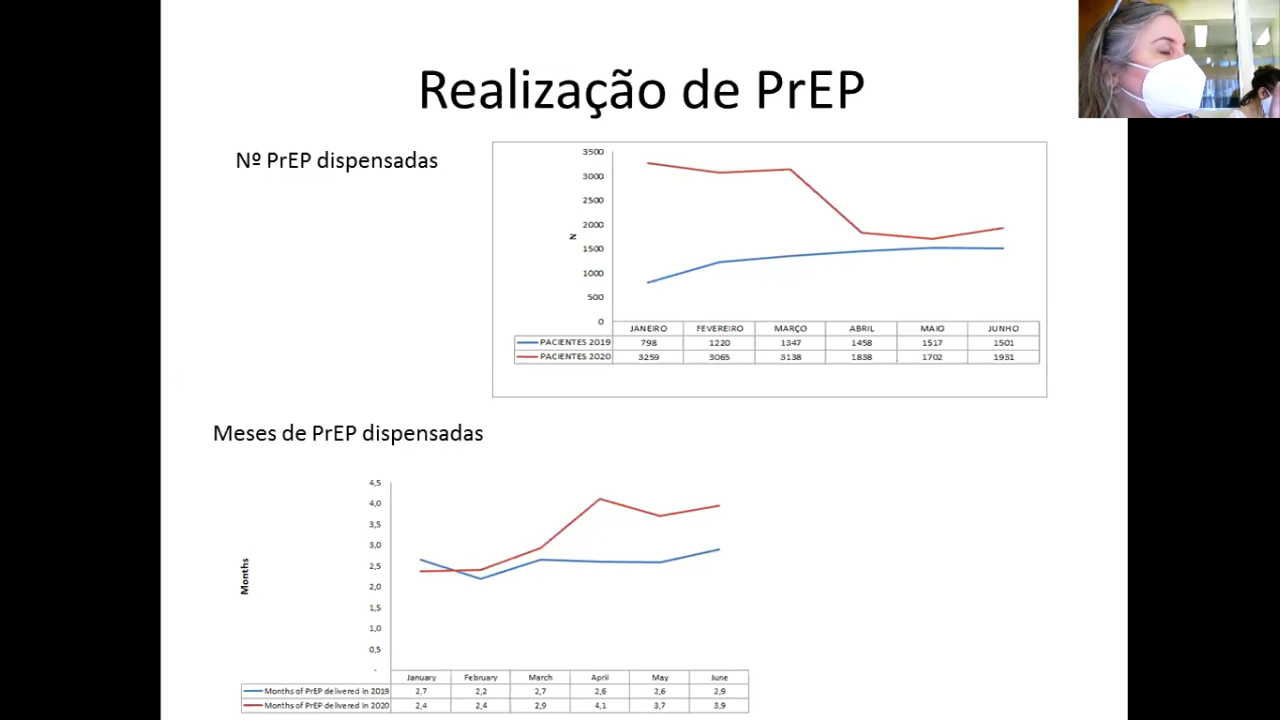 Realização de PrEP
Nº PrEP dispensadas
3500
3000
2500
2000
1500
1000
500
0
N
JANEIRO FEVEREIRO MARÇO ABRIL MAIO JUNHO
PACIENTES 2019 798 1220 1347 1458 1517 1501
PACIENTES 2020 3259 3065 3138 1838 1702 1931
Meses de PrEP dispensadas
4,5
4,0
3,5
3,0
2,5
2,0
1,5
1,0
0,5
-
Months
January February March April May June
Months of PrEP delivered in 2019 2,7 2,2 2,7 2,6 2,6 2,9
Months of PrEP delivered in 2020 2,4 2,4 2,9 4,1 3,7 3,9